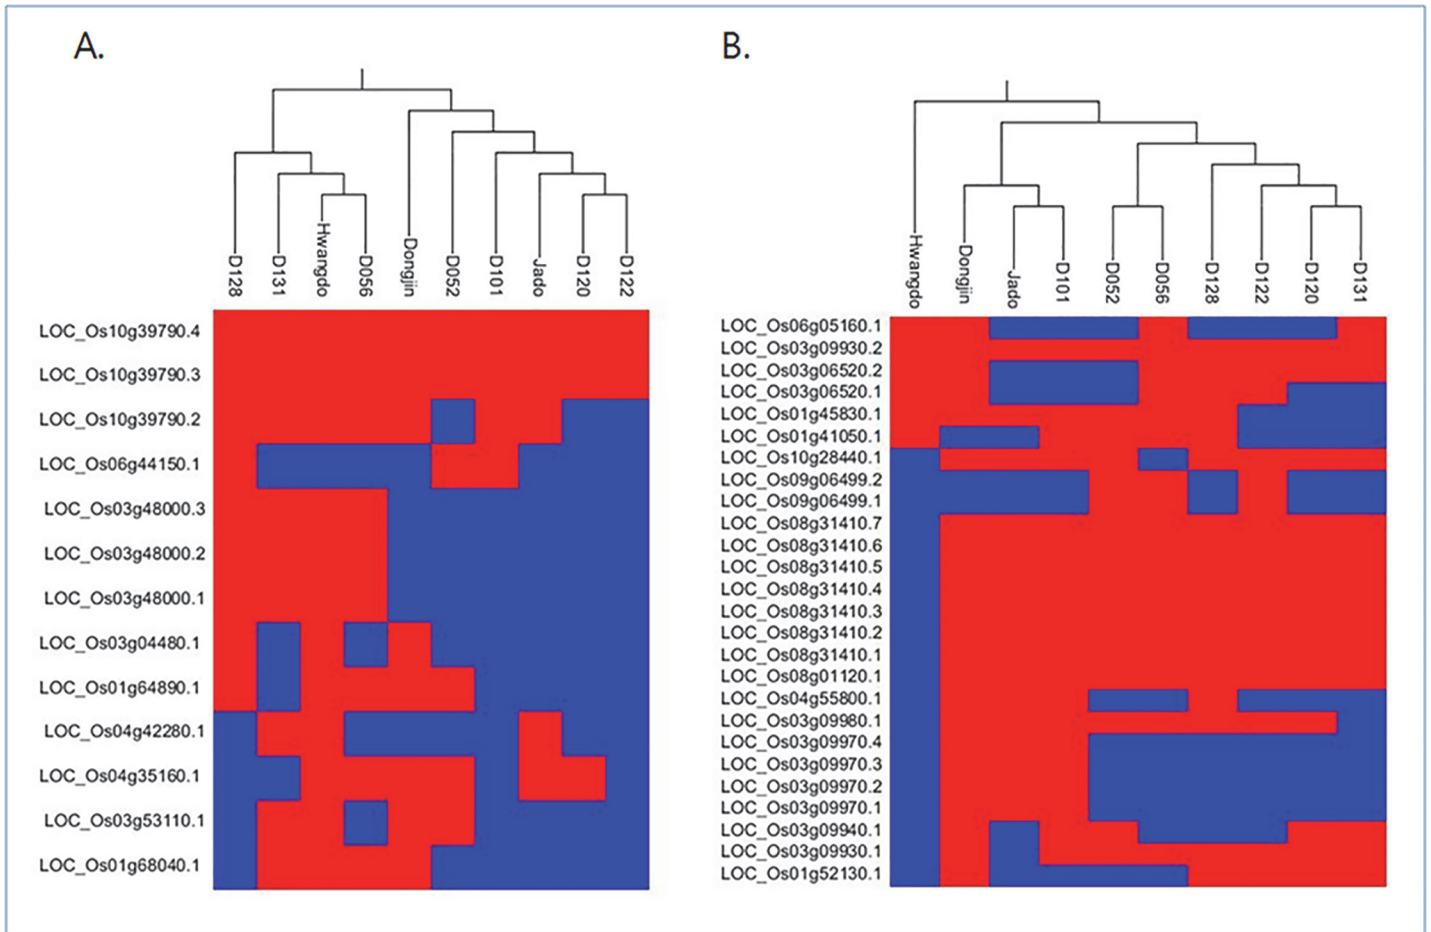 A.
D128
D131
Hwangdo
D056
Dongjin
D052
D101
Jado
D120
D122
LOC_Os10g39790.4
LOC_Os10g39790.3
LOC_Os10g39790.2
LOC_Os06g44150.1
LOC_Os03g48000.3
LOC_Os03g48000.2
LOC_Os03g48000.1
LOC_Os03g04480.1
LOC_Os01g64890.1
LOC_Os04g42280.1
LOC_Os04g35160.1
LOC_Os03g53110.1
LOC_Os01g68040.1
B.
Hwangdo
Dongjin
Jado
D101
D052
D056
D128
D122
D120
D131
LOC_Os06g05160.1
LOC_Os03g09930.2
LOC_Os03g06520.2
LOC_Os03g06520.1
LOC_Os01g45830.1
LOC_Os01g41050.1
LOC_Os10g28440.1
LOC_Os09g06499.2
LOC_Os09g06499.1
LOC_Os08g31410.7
LOC_Os08g31410.6
LOC_Os08g31410.5
LOC_Os08g31410.4
LOC_Os08g31410.3
LOC_Os08g31410.2
LOC_Os08g31410.1
LOC_Os08g01120.1
LOC_Os04g55800.1
LOC_Os03g09980.1
LOC_Os03g09970.4
LOC_Os03g09970.3
LOC_Os03g09970.2
LOC_Os03g09970.1
LOC_Os03g09940.1
LOC_Os03g09930.1
LOC_Os01g52130.1